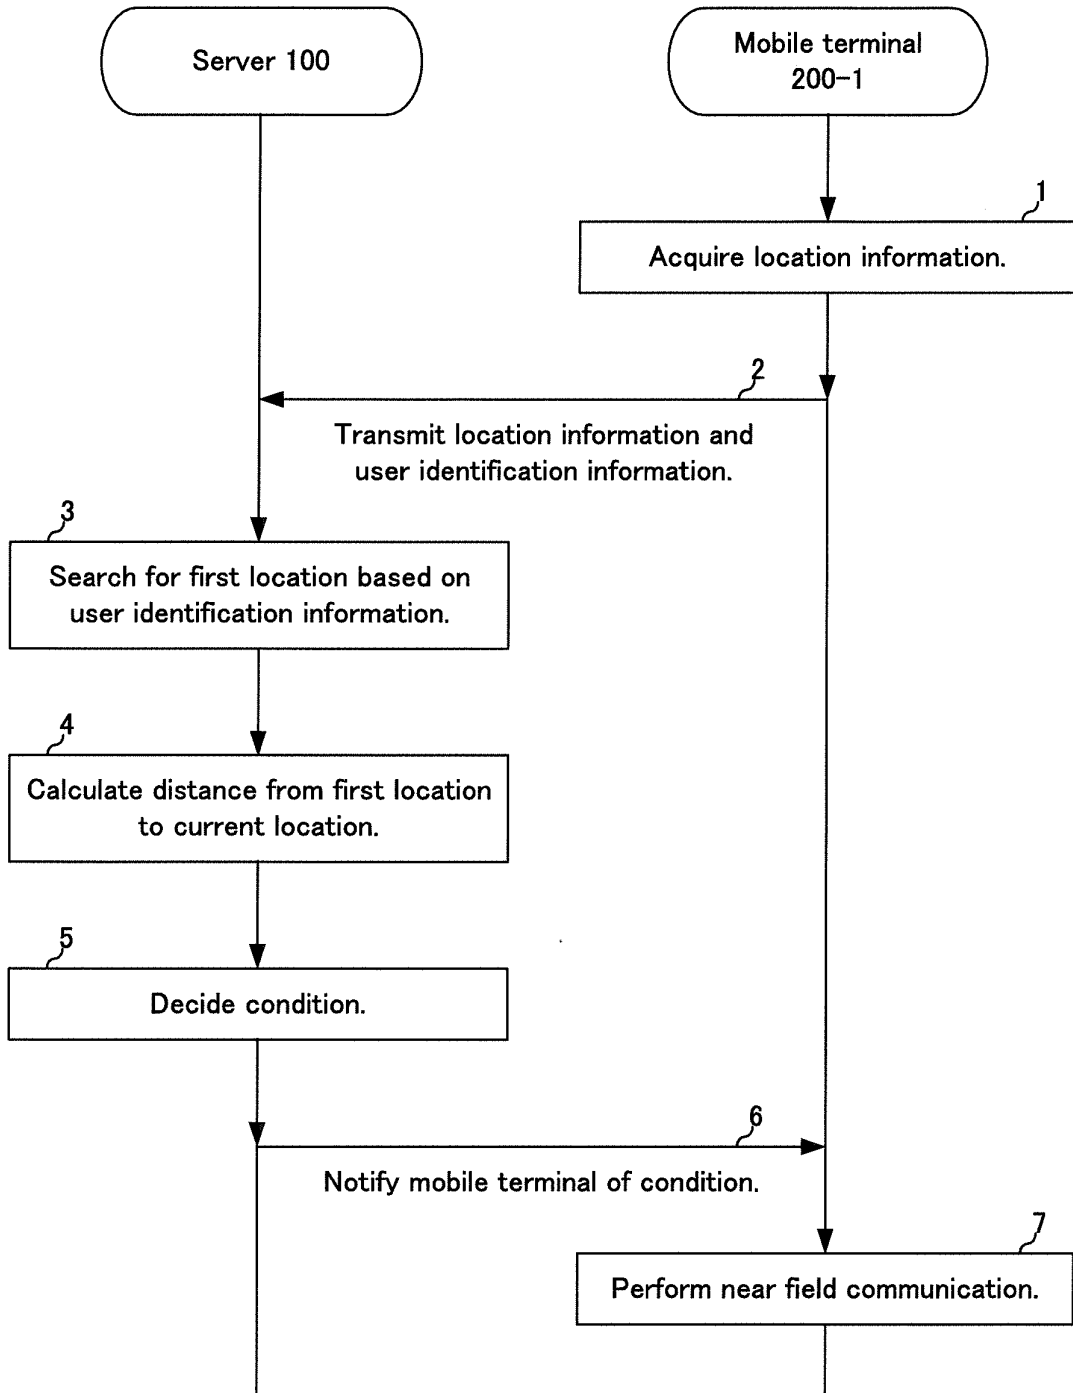 Server 100
Mobile terminal
200-1
1
Acquire location information.
2
Transmit location information and
user identification information.
3
Search for first location based on
user identification information.
4
Calculate distance from first location
to current location.
5
Decide condition.
6
Notify mobile terminal of condition.
7
Perform near field communication.